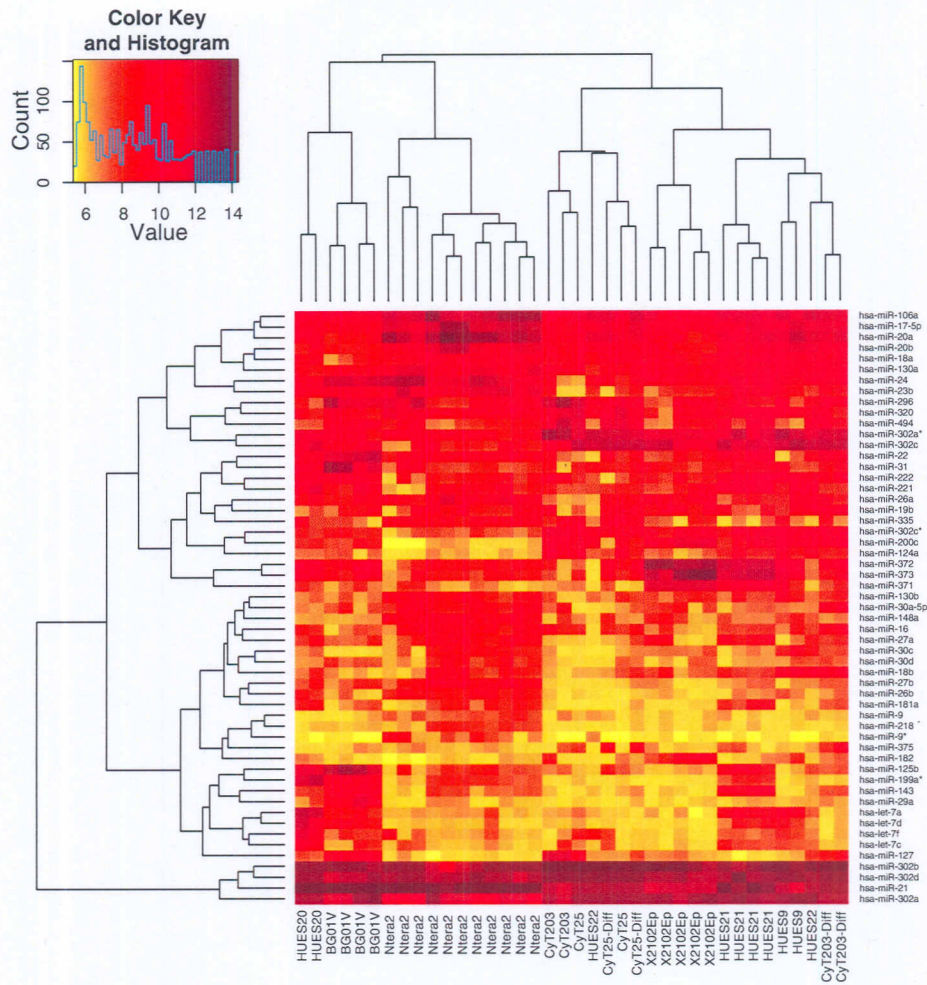 Color Key
and Histogram
Count
0 50 100
6 8 10 12 14
Value
hsa-miR-106a
hsa-miR-17-5p
hsa-miR-20a
hsa-miR-20b
hsa-miR-18a
hsa-miR-130a
hsa-miR-24
hsa-miR-23b
hsa-miR-296
hsa-miR-320
hsa-miR-494
hsa-miR-302a*
hsa-miR-302c
hsa-miR-22
hsa-miR-31
hsa-miR-222
hsa-miR-221
hsa-miR-26a
hsa-miR-19b
hsa-miR-335
hsa-miR-302c*
hsa-miR-200c
hsa-miR-124a
hsa-miR-372
hsa-miR-373
hsa-miR-371
hsa-miR-130b
hsa-miR-30a-5p
hsa-miR-148a
hsa-miR-16
hsa-miR-27a
hsa-miR-30c
hsa-miR-30d
hsa-miR-18b
hsa-miR-27b
hsa-miR-26b
hsa-miR-181a
hsa-miR-9
hsa-miR-218
hsa-miR-9*
hsa-miR-375
hsa-miR-182
hsa-miR-125b
hsa-miR-199a*
hsa-miR-143
hsa-miR-29a
hsa-let-7a
hsa-let-7d
hsa-let-7f
hsa-let-7c
hsa-miR-127
hsa-miR-302b
hsa-miR-302d
hsa-miR-21
hsa-miR-302a
HUES20
HUES20
BG01V
BG01V
BG01V
BG01V
Ntera2
Ntera2
Ntera2
Ntera2
Ntera2
Ntera2
Ntera2
Ntera2
Ntera2
Ntera2
Ntera2
CyT203
CyT203
CyT25
HUES22
CyT25-Diff
CyT25
CyT25-Diff
X2102Ep
X2102Ep
X2102Ep
X2102Ep
X2102Ep
HUES21
HUES21
HUES21
HUES21
HUES9
HUES9
HUES22
CyT203-Diff
CyT203-Diff